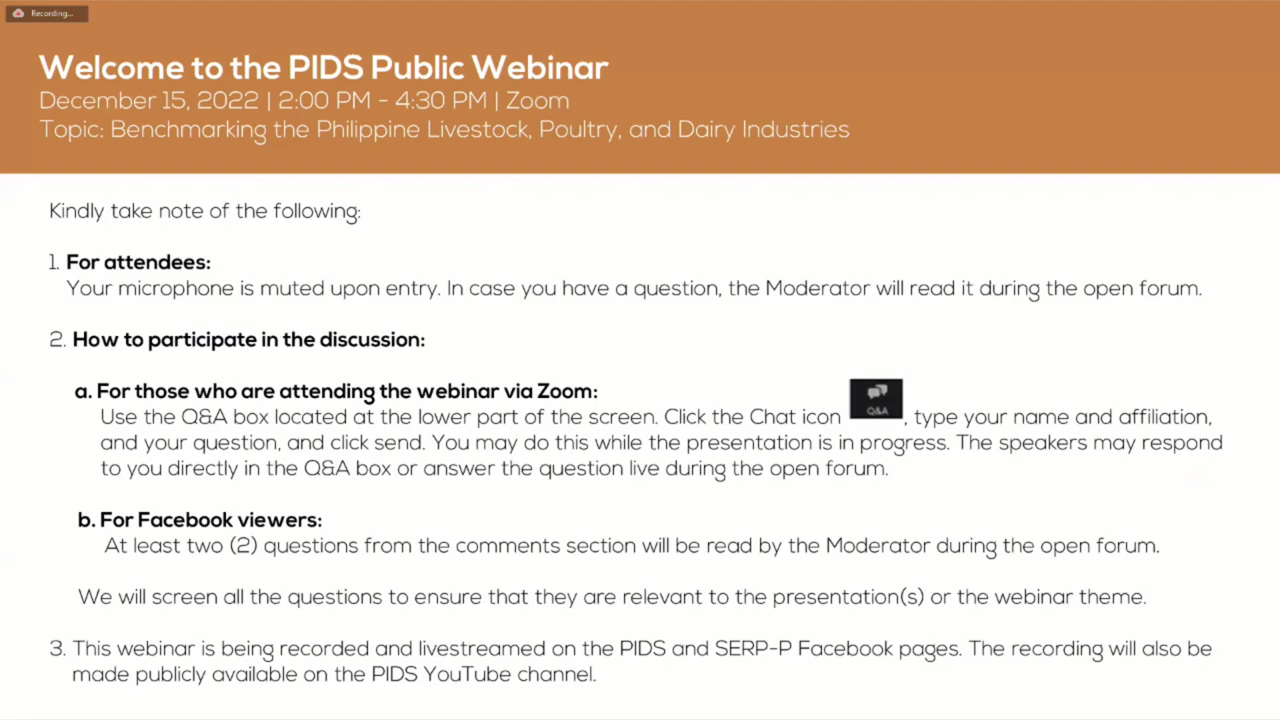 Recording...
Welcome to the PIDS Public Webinar
December 15, 2022 | 2:00 PM - 4:30 PM | Zoom
Topic: Benchmarking the Philippine Livestock, Poultry, and Dairy Industries
Kindly take note of the following:
1. For attendees:
Your microphone is muted upon entry. In case you have a question, the Moderator will read it during the open forum.
2. How to participate in the discussion:
a. For those who are attending the webinar via Zoom:
Use the Q&A box located at the lower part of the screen. Click the Chat icon Q&A , type your name and affiliation,
and your question, and click send. You may do this while the presentation is in progress. The speakers may respond
to you directly in the Q&A box or answer the question live during the open forum.
b. For Facebook viewers:
At least two (2) questions from the comments section will be read by the Moderator during the open forum.
We will screen all the questions to ensure that they are relevant to the presentation(s) or the webinar theme.
3. This webinar is being recorded and livestreamed on the PIDS and SERP-P Facebook pages. The recording will also be
made publicly available on the PIDS YouTube channel.